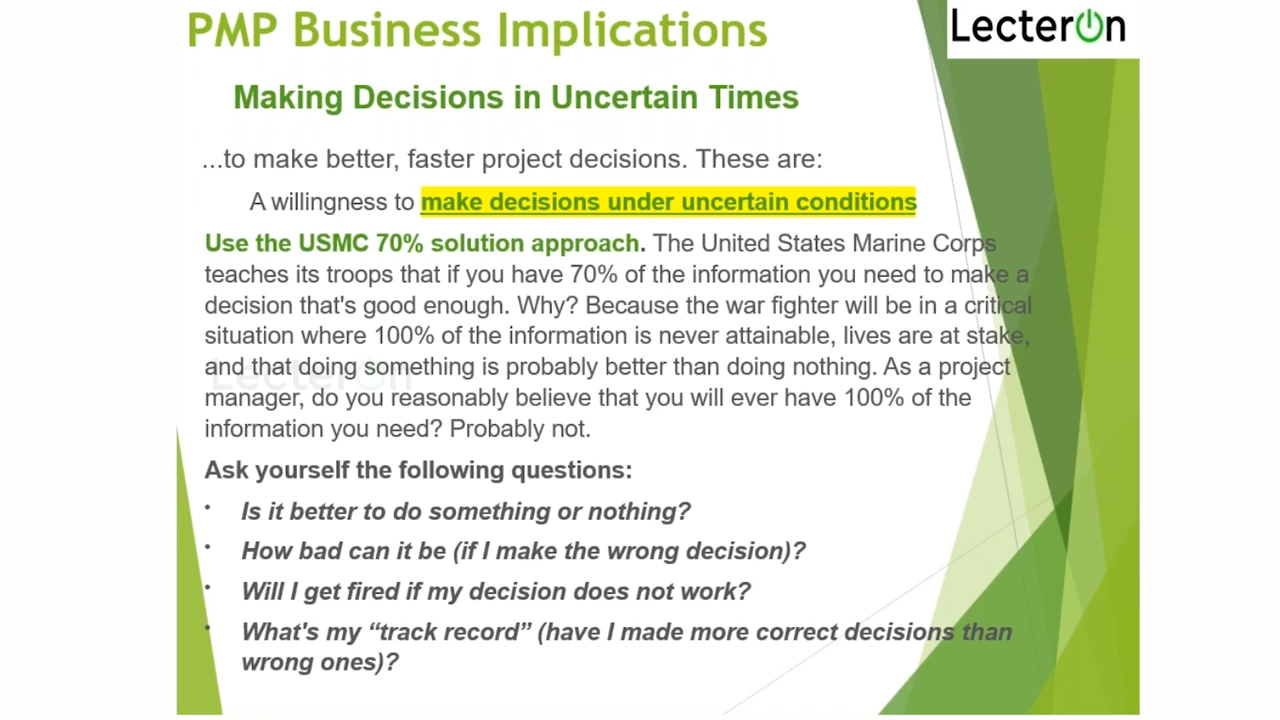 PMP Business Implications
LecterOn
Making Decisions in Uncertain Times
...to make better, faster project decisions. These are:
A willingness to make decisions under uncertain conditions
Use the USMC 70% solution approach. The United States Marine Corps
teaches its troops that if you have 70% of the information you need to make a
decision that's good enough. Why? Because the war fighter will be in a critical
situation where 100% of the information is never attainable, lives are at stake,
and that doing something is probably better than doing nothing. As a project
LecterOn
manager, do you reasonably believe that you will ever have 100% of the
information you need? Probably not.
Ask yourself the following questions:
• Is it better to do something or nothing?
• How bad can it be (if I make the wrong decision)?
• Will I get fired if my decision does not work?
• What's my “track record” (have I made more correct decisions than
wrong ones)?